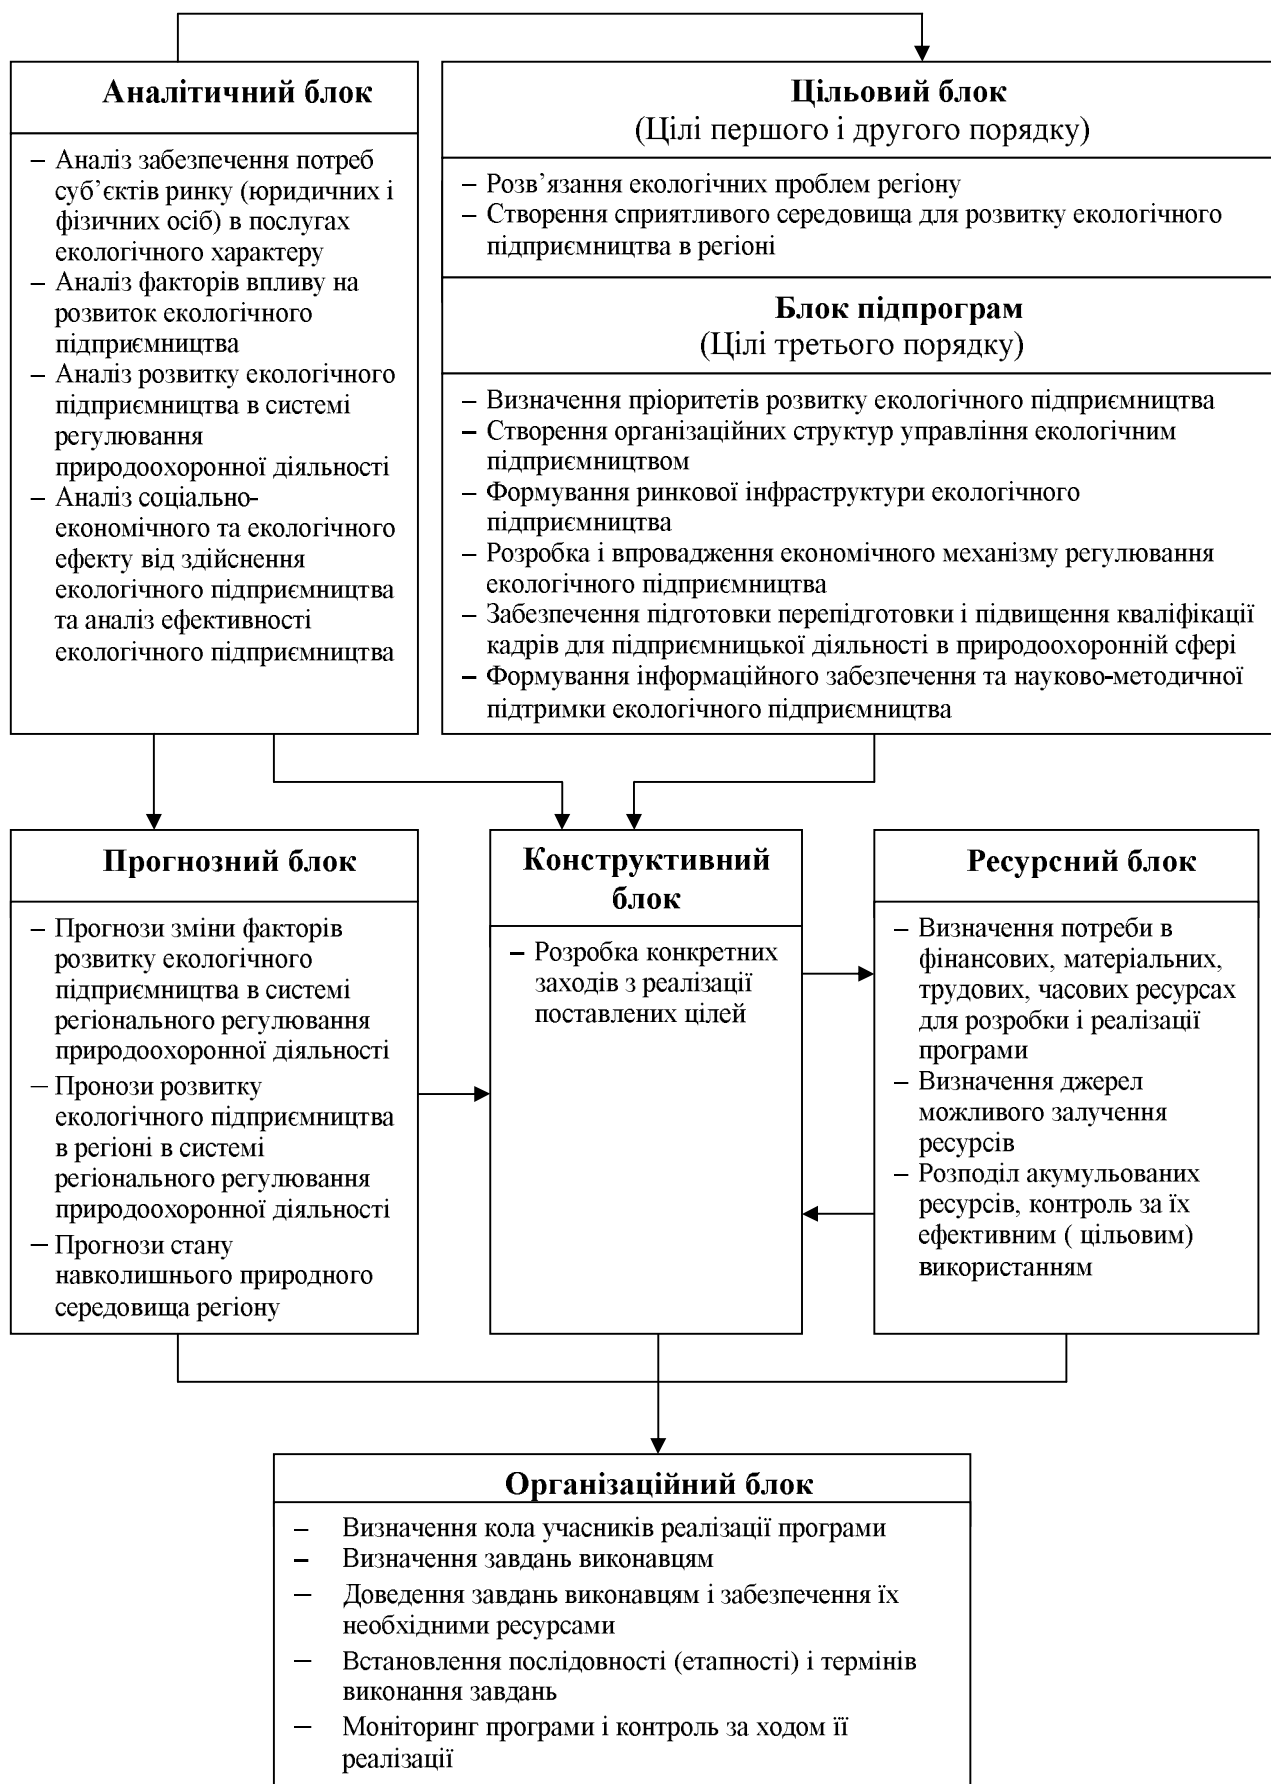 Аналітичний блок
– Аналіз забезпечення потреб
суб’єктів ринку (юридичних і
фізичних осіб) в послугах
екологічного характеру
– Аналіз факторів впливу на
розвиток екологічного
підприємництва
– Аналіз розвитку екологічного
підприємництва в системі
регулювання
природоохоронної діяльності
– Аналіз соціально-
економічного та екологічного
ефекту від здійснення
екологічного підприємництва
та аналіз ефективності
екологічного підприємництва
Цільовий блок
(Цілі першого і другого порядку)
– Розв’язання екологічних проблем регіону
– Створення сприятливого середовища для розвитку екологічного
підприємництва в регіоні
Блок підпрограм
(Цілі третього порядку)
– Визначення пріоритетів розвитку екологічного підприємництва
– Створення організаційних структур управління екологічним
підприємництвом
– Формування ринкової інфраструктури екологічного
підприємництва
– Розробка і впровадження економічного механізму регулювання
екологічного підприємництва
– Забезпечення підготовки перепідготовки і підвищення кваліфікації
кадрів для підприємницької діяльності в природоохоронній сфері
– Формування інформаційного забезпечення та науково-методичної
підтримки екологічного підприємництва
Прогнозний блок
– Прогнози зміни факторів
розвитку екологічного
підприємництва в системі
регіонального регулювання
природоохоронної діяльності
– Пронози розвитку
екологічного підприємництва
в регіоні в системі
регіонального регулювання
природоохоронної діяльності
– Прогнози стану
навколишнього природного
середовища регіону
Конструктивний
блок
– Розробка конкретних
заходів з реалізації
поставлених цілей
Ресурсний блок
– Визначення потреби в
фінансових, матеріальних,
трудових, часових ресурсах
для розробки і реалізації
програми
– Визначення джерел
можливого залучення
ресурсів
– Розподіл акумульованих
ресурсів, контроль за їх
ефективним ( цільовим)
використанням
Організаційний блок
– Визначення кола учасників реалізації програми
– Визначення завдань виконавцям
– Доведення завдань виконавцям і забезпечення їх
необхідними ресурсами
– Встановлення послідовності (етапності) і термінів
виконання завдань
– Моніторинг програми і контроль за ходом її
реалізації